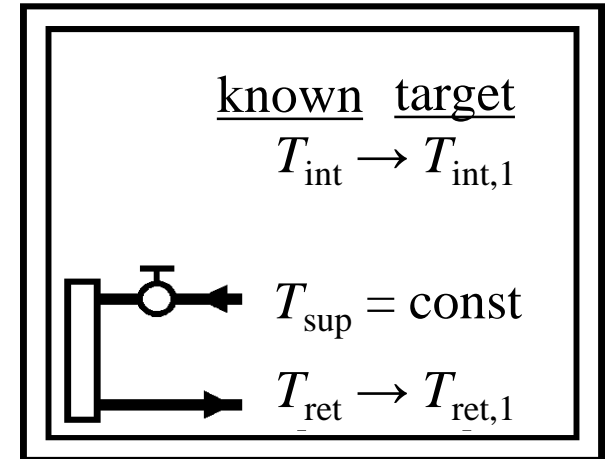 known target
T_int → T_int,1
T_sup = const
T_ret → T_ret,1